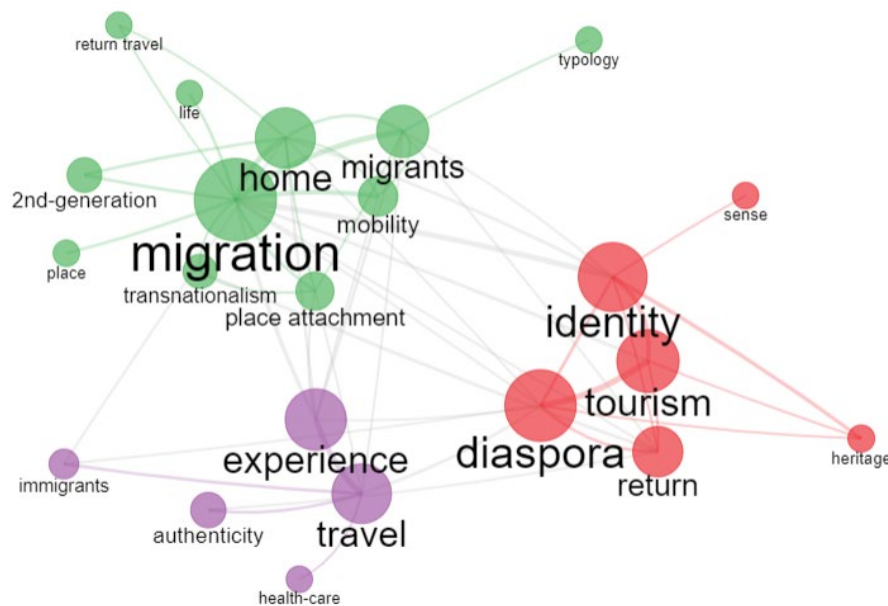 return travel
typology
life
home
migrants
2nd-generation
mobility
sense
migration
place
transnationalism
place attachment
identity
tourism
experience
diaspora
heritage
immigrants
return
authenticity
travel
health-care